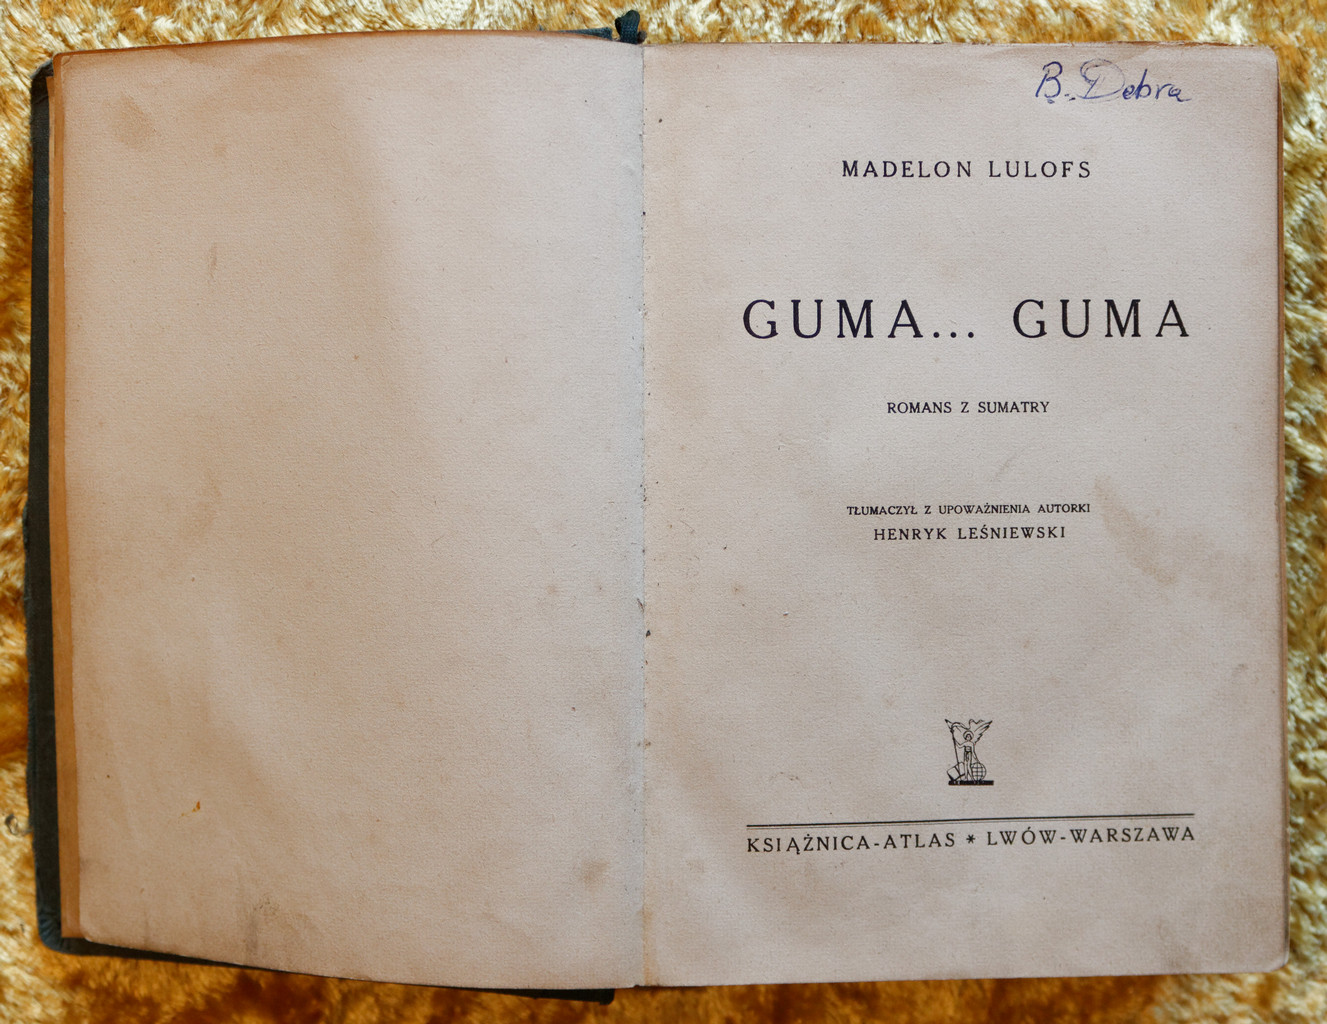 B. Debra
MADELON LULOFS
GUMA... GUMA
ROMANS Z SUMATRY
TŁUMACZYŁ Z UPOWAŻNIENIA AUTORKI
HENRYK LEŚNIEWSKI
KSIĄŻNICA-ATLAS * LWÓW-WARSZAWA